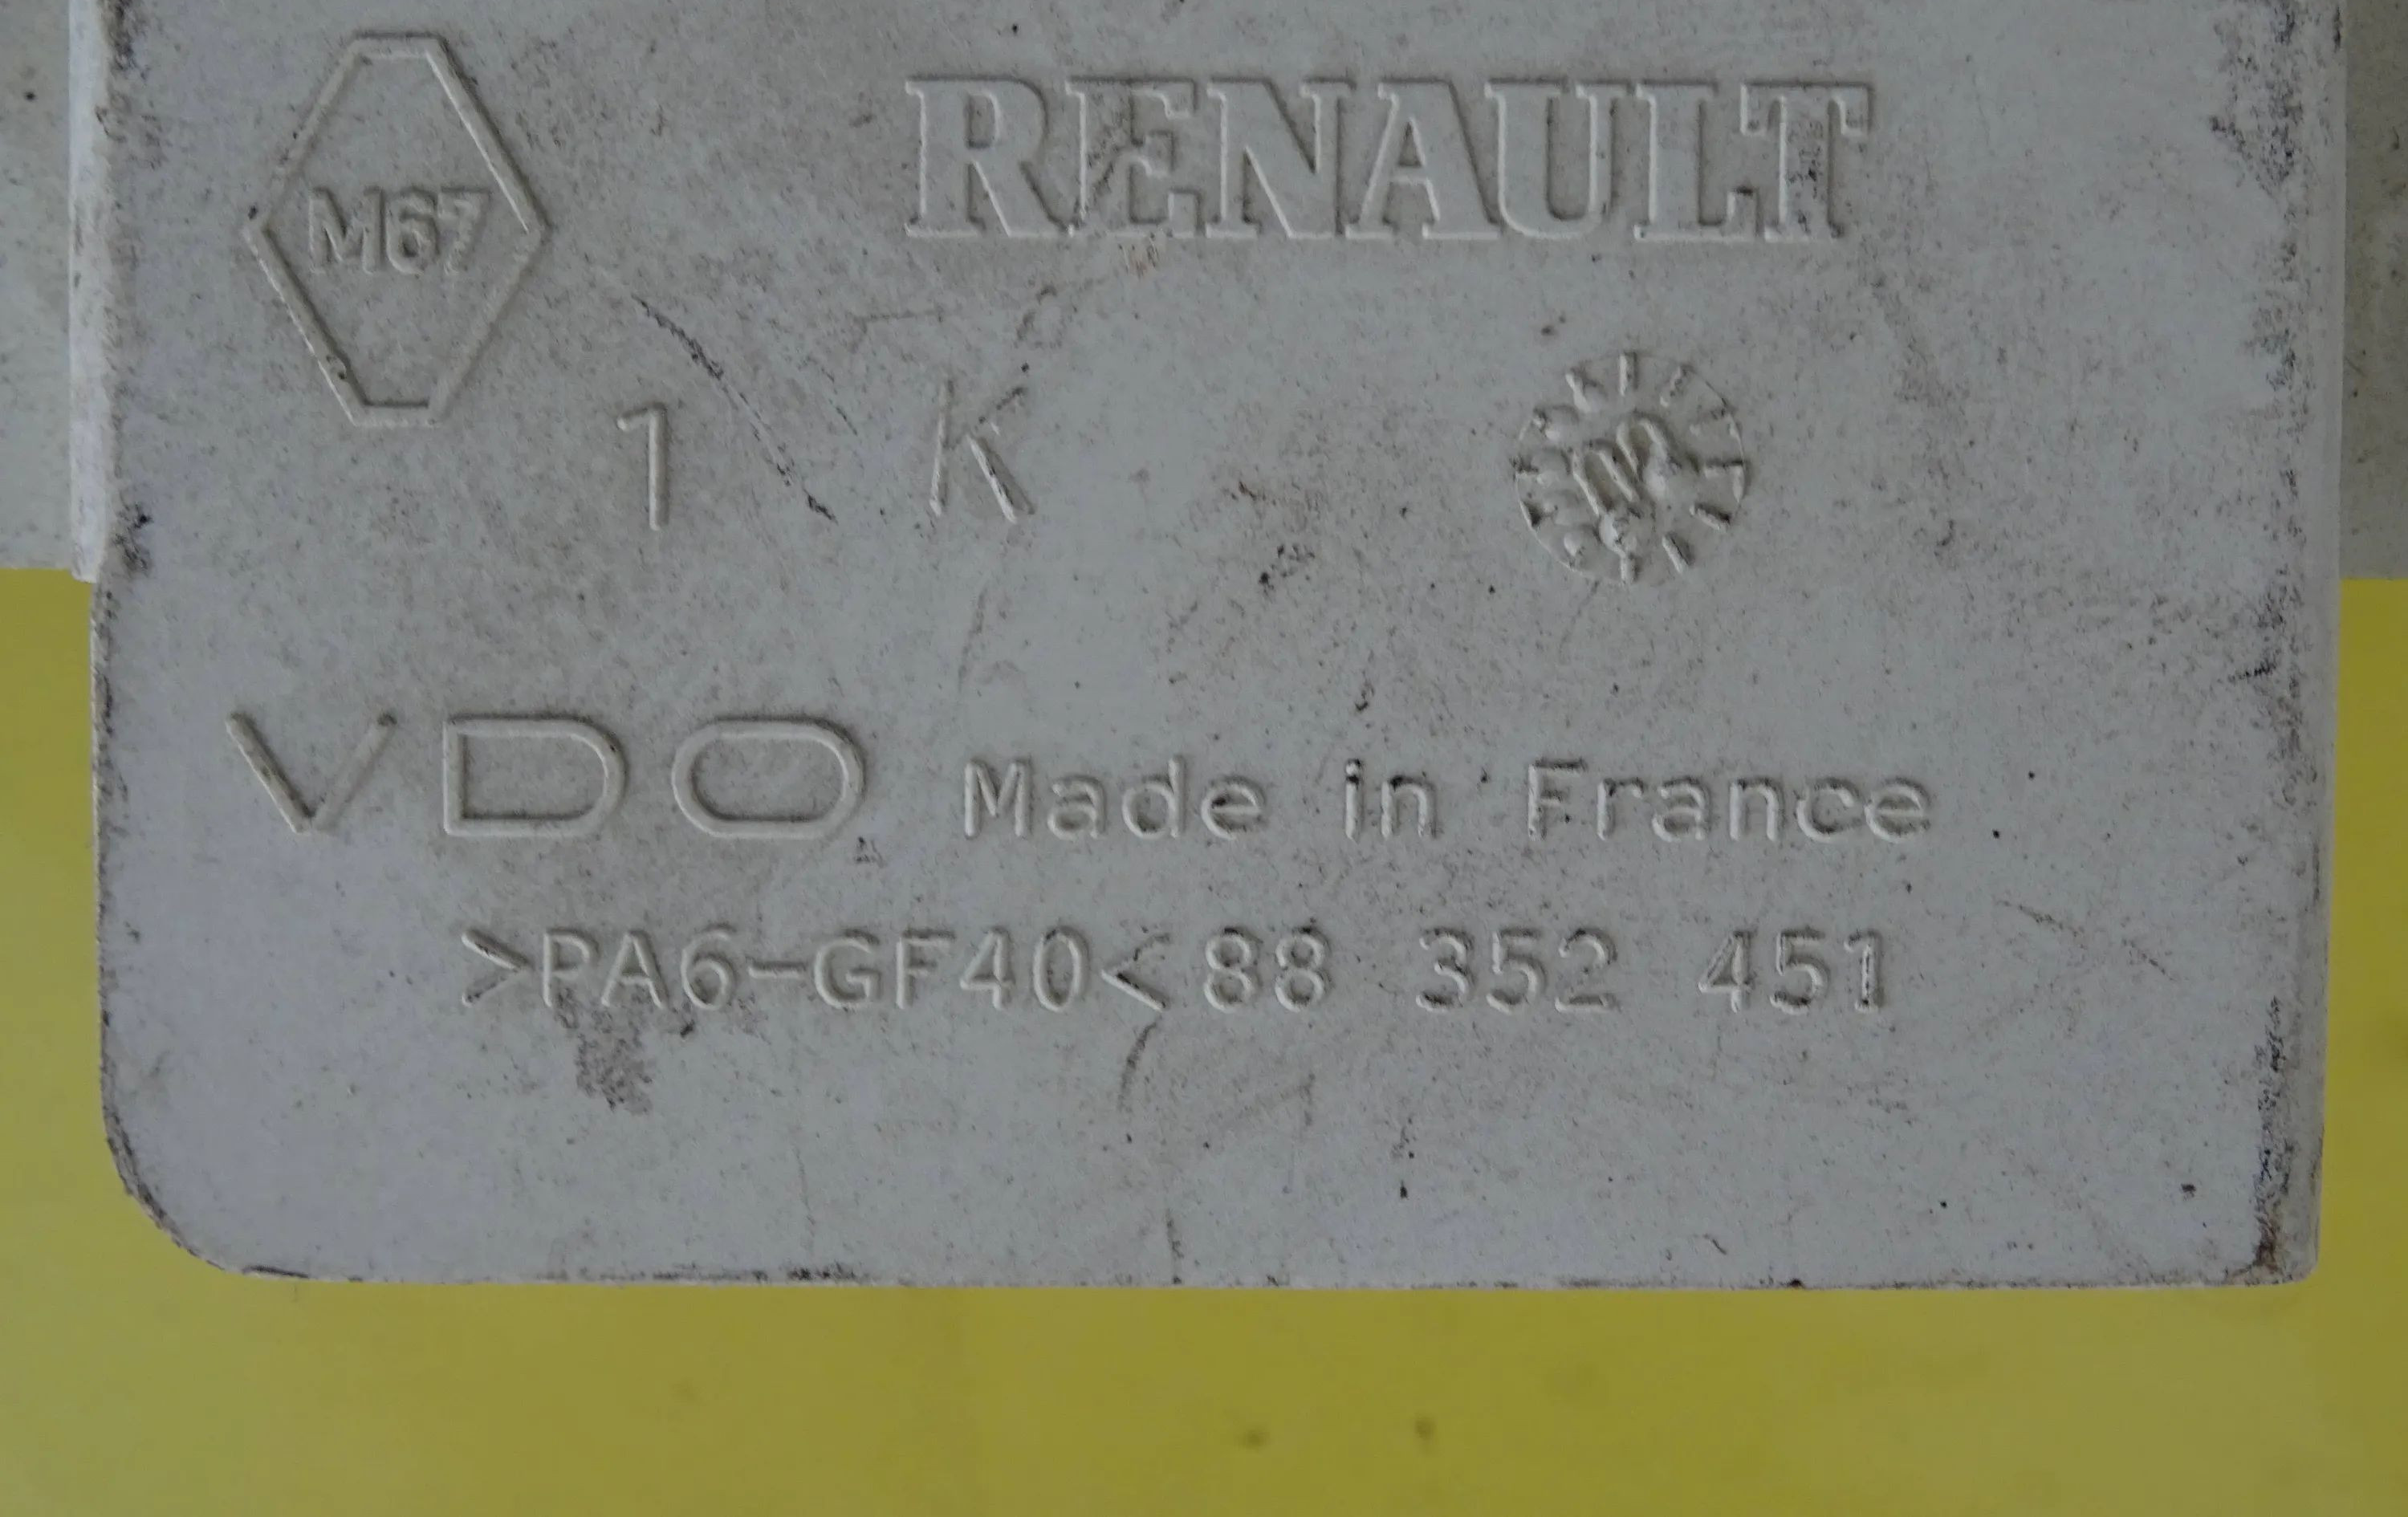 RENAULT
M67
1 K
VDO Made in France
>PA6-GF40< 88 352 451